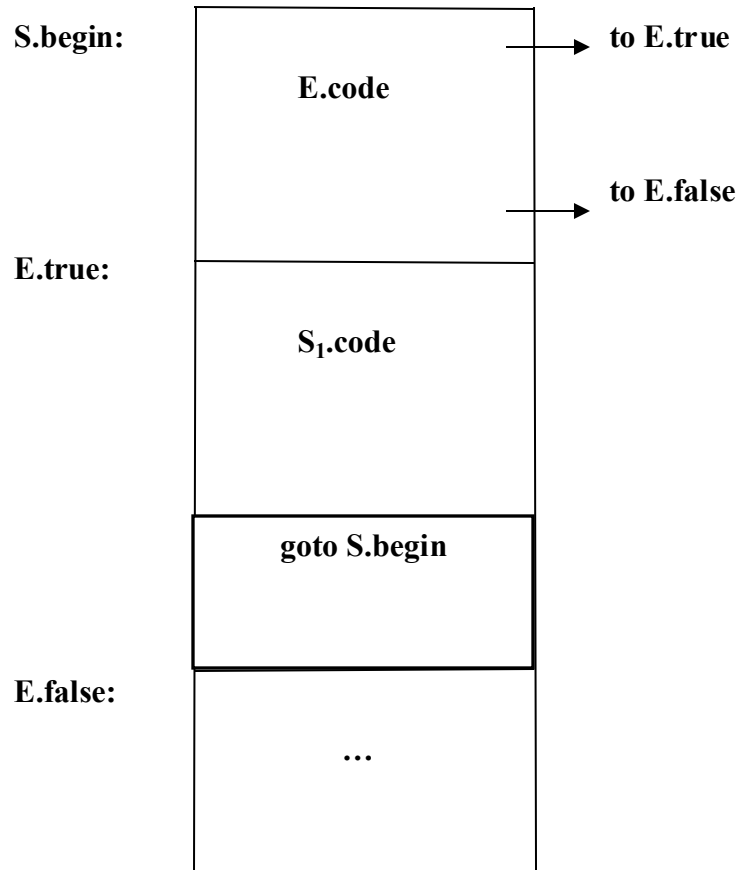 S.begin:
to E.true
E.code
to E.false
E.true:
S₁.code
goto S.begin
E.false:
…